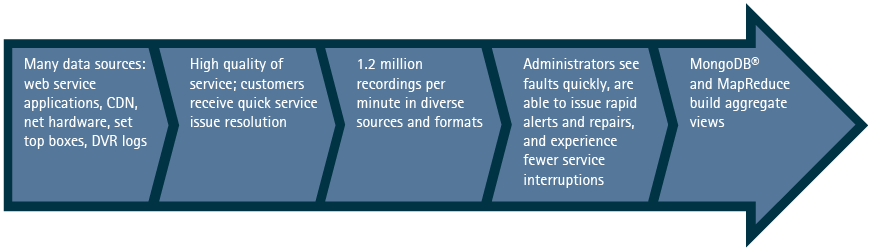 Many data sources:
web service
applications, CDN,
net hardware, set
top boxes, DVR logs
High quality of
service; customers
receive quick service
issue resolution
1.2 million
recordings per
minute in diverse
sources and formats
Administrators see
faults quickly, are
able to issue rapid
alerts and repairs,
and experience
fewer service
interruptions
MongoDB®
and MapReduce
build aggregate
views